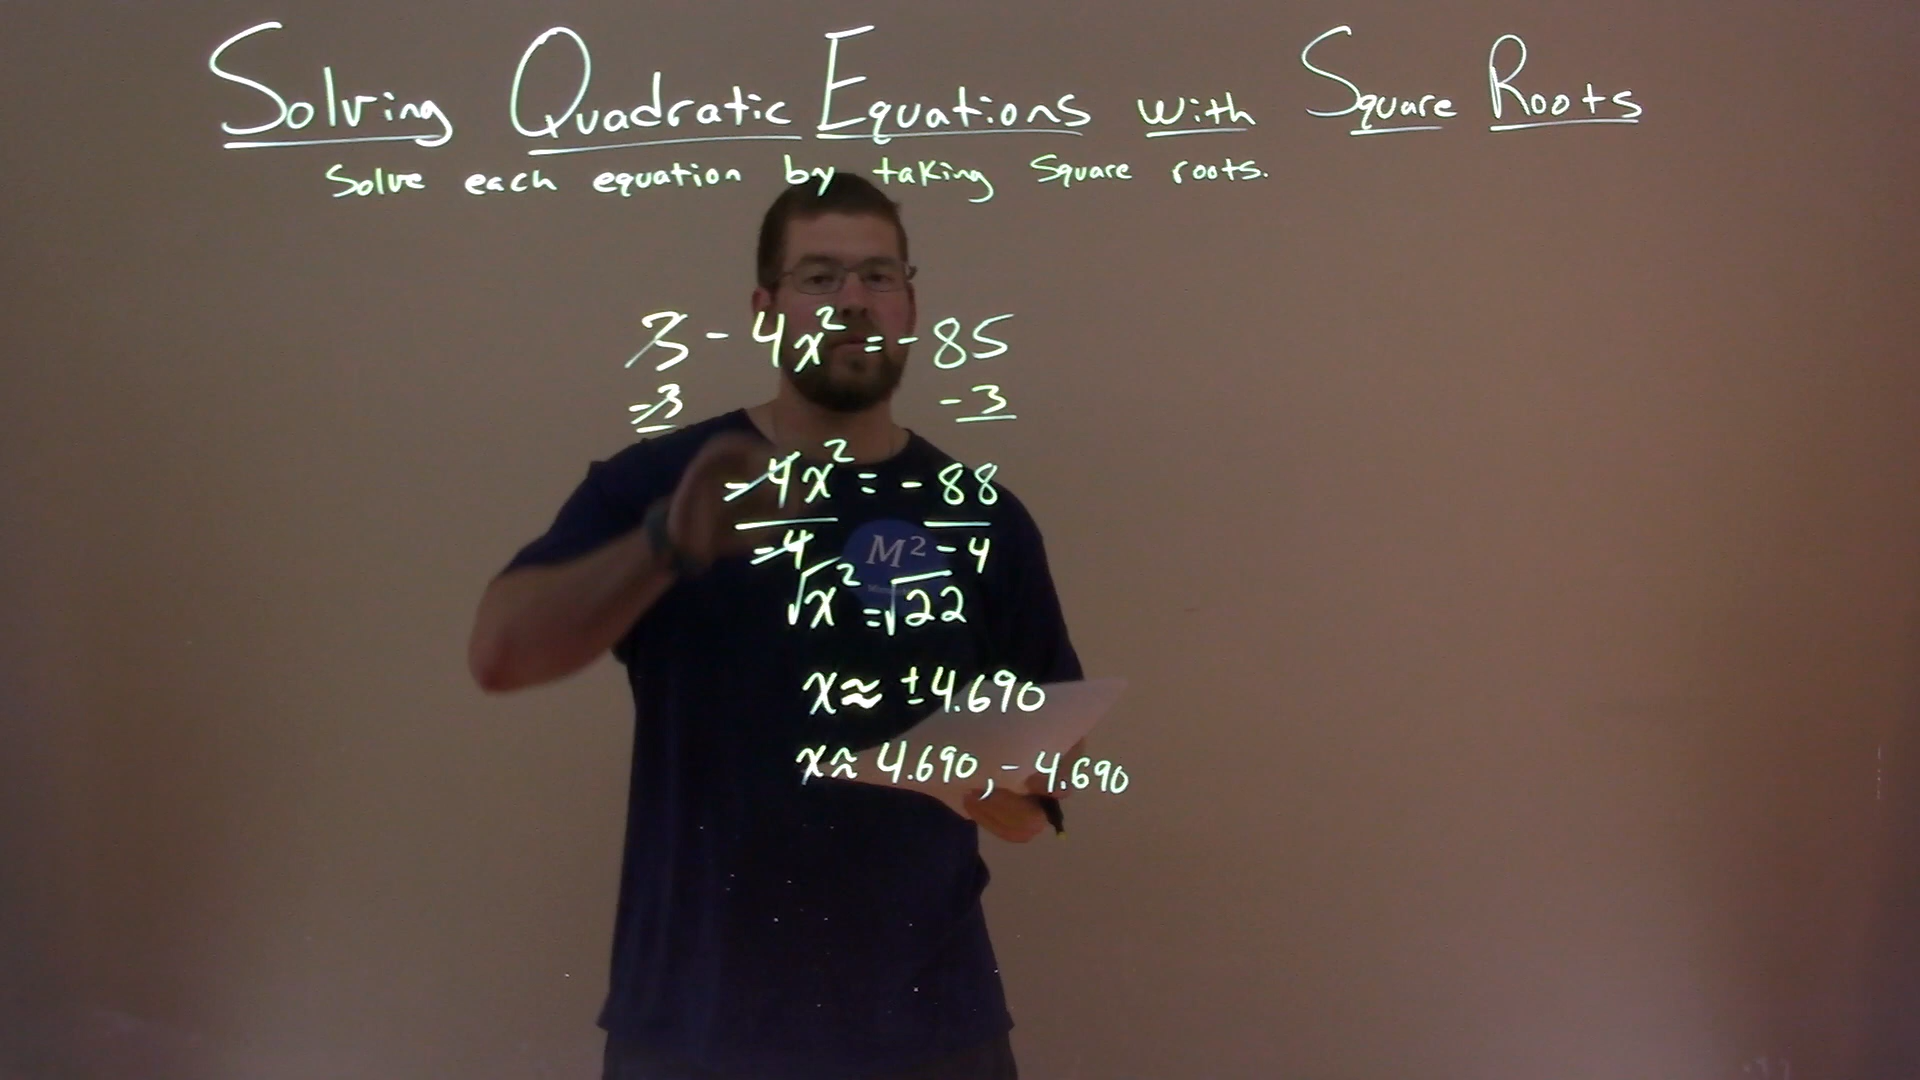 Solving Quadratic Equations with Square Roots
Solve each equation by taking square roots.
3 - 4x² = -85
-3 -3
-4x² = -88
-4 -4
M²
√x² = √22
x ≈ ±4.690
x ≈ 4.690, -4.690